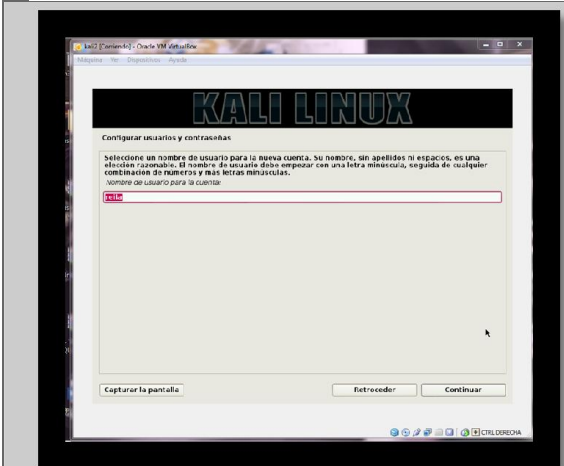 kali2 [Corriendo] - Oracle VM VirtualBox
Máquina Ver Dispositivos Ayuda
KALI LINUX
Configurar usuarios y contraseñas
Seleccione un nombre de usuario para la nueva cuenta. Su nombre, sin apellidos ni espacios, es una
elección razonable. El nombre de usuario debe empezar con una letra minúscula, seguida de cualquier
combinación de números y más letras minúsculas.
Nombre de usuario para la cuenta:
Capturar la pantalla
Retroceder
Continuar
CTRL DERECHA